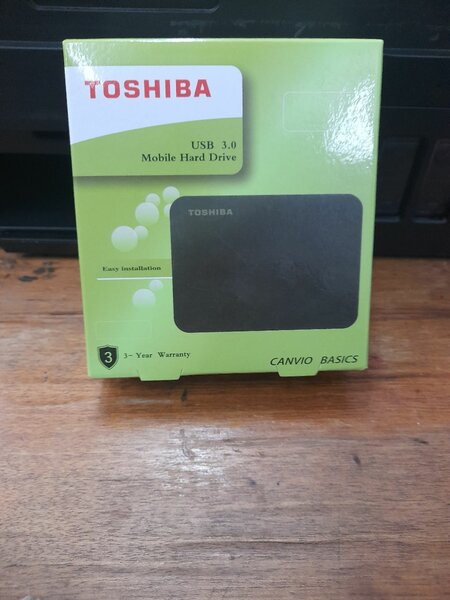 TOSHIBA
USB 3.0
Mobile Hard Drive
TOSHIBA
Easy installation
3
3- Year Warranty
CANVIO BASICS